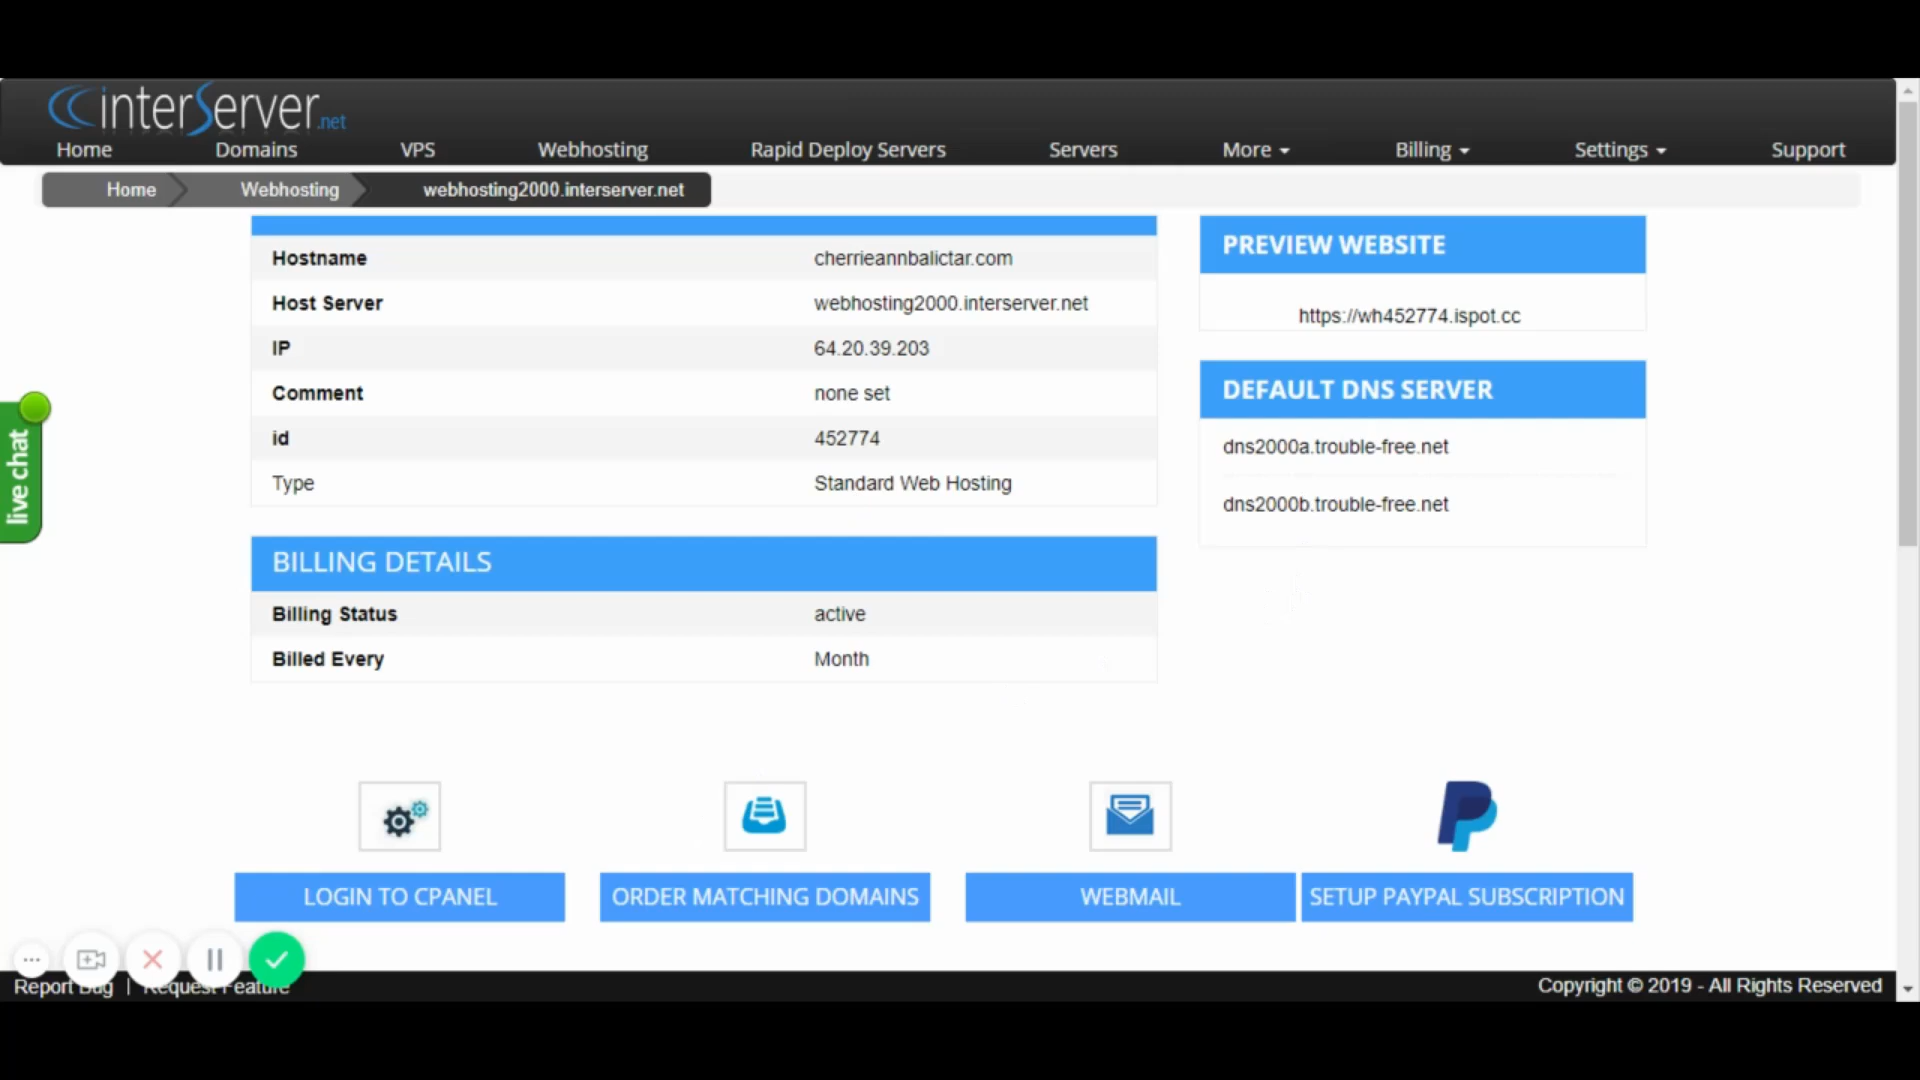 interServer.net
Home Domains VPS Webhosting Rapid Deploy Servers Servers More Billing Settings Support
Home Webhosting webhosting2000.interserver.net
Hostname cherrieannbalictar.com
Host Server webhosting2000.interserver.net
IP 64.20.39.203
Comment none set
id 452774
Type Standard Web Hosting
BILLING DETAILS
Billing Status active
Billed Every Month
PREVIEW WEBSITE
https://wh452774.ispot.cc
DEFAULT DNS SERVER
dns2000a.trouble-free.net
dns2000b.trouble-free.net
live chat
LOGIN TO CPANEL ORDER MATCHING DOMAINS WEBMAIL SETUP PAYPAL SUBSCRIPTION
Report Bug | Request Feature Copyright © 2019 - All Rights Reserved